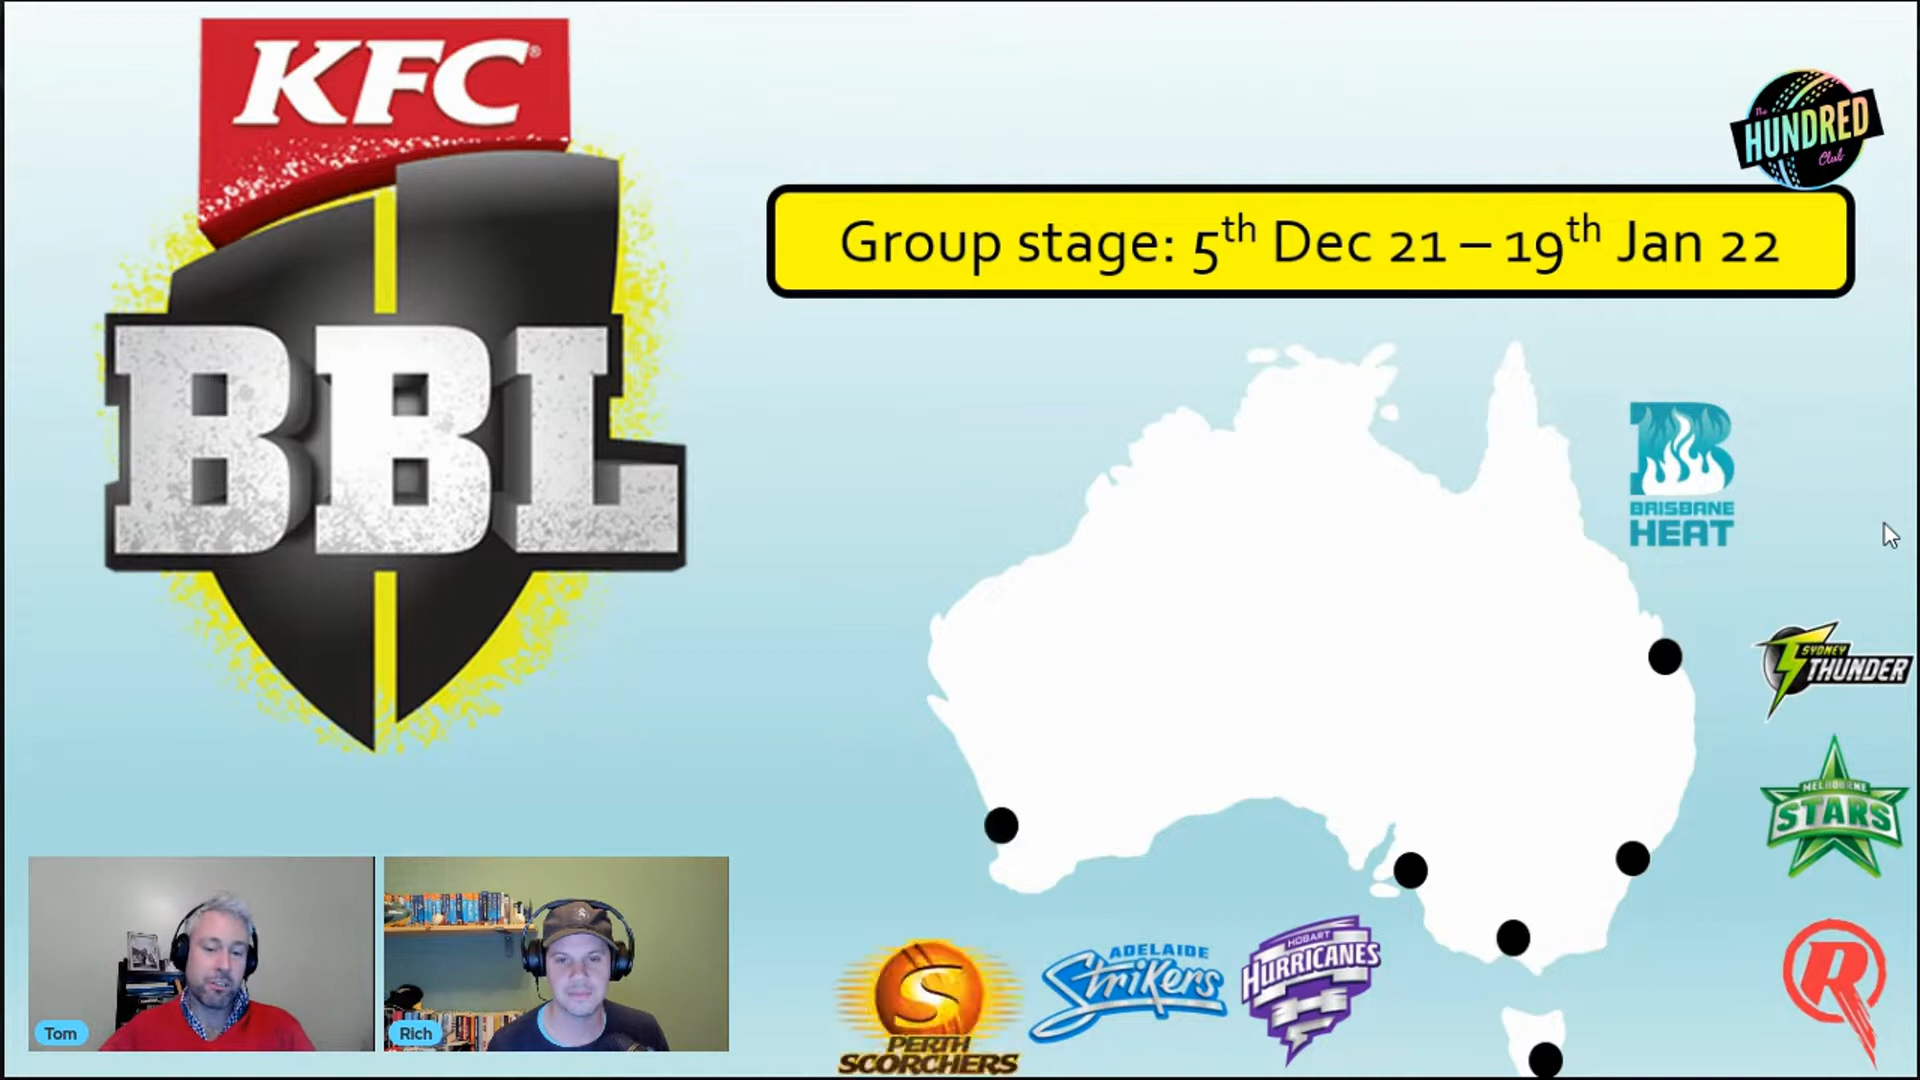 KFC®
BBL
The
HUNDRED
Club
Group stage: 5th Dec 21 – 19th Jan 22
BRISBANE
HEAT
SYDNEY
THUNDER
MELBOURNE
STARS
R
S
PERTH
SCORCHERS
ADELAIDE
STRIKERS
HOBART
HURRICANES
Tom
Rich